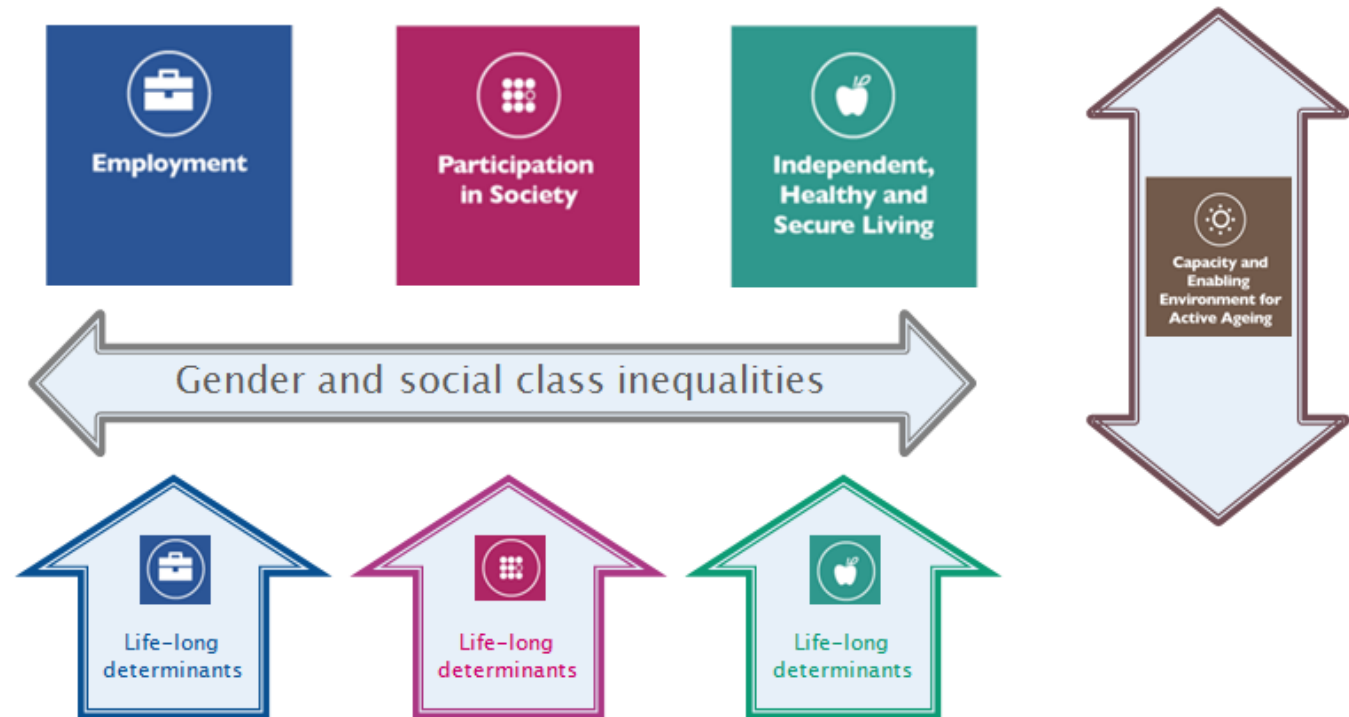 Employment
Participation
in Society
Independent,
Healthy and
Secure Living
Capacity and
Enabling
Environment for
Active Ageing
Gender and social class inequalities
Life-long
determinants
Life-long
determinants
Life-long
determinants